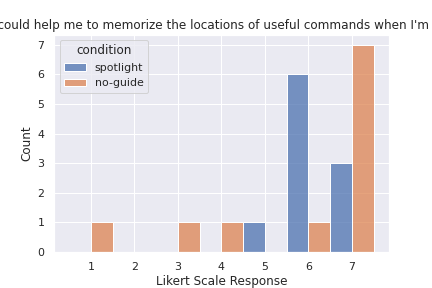 could help me to memorize the locations of useful commands when I'm
condition
spotlight
no-guide
7
6
5
4
3
2
1
0
Count
1 2 3 4 5 6 7
Likert Scale Response